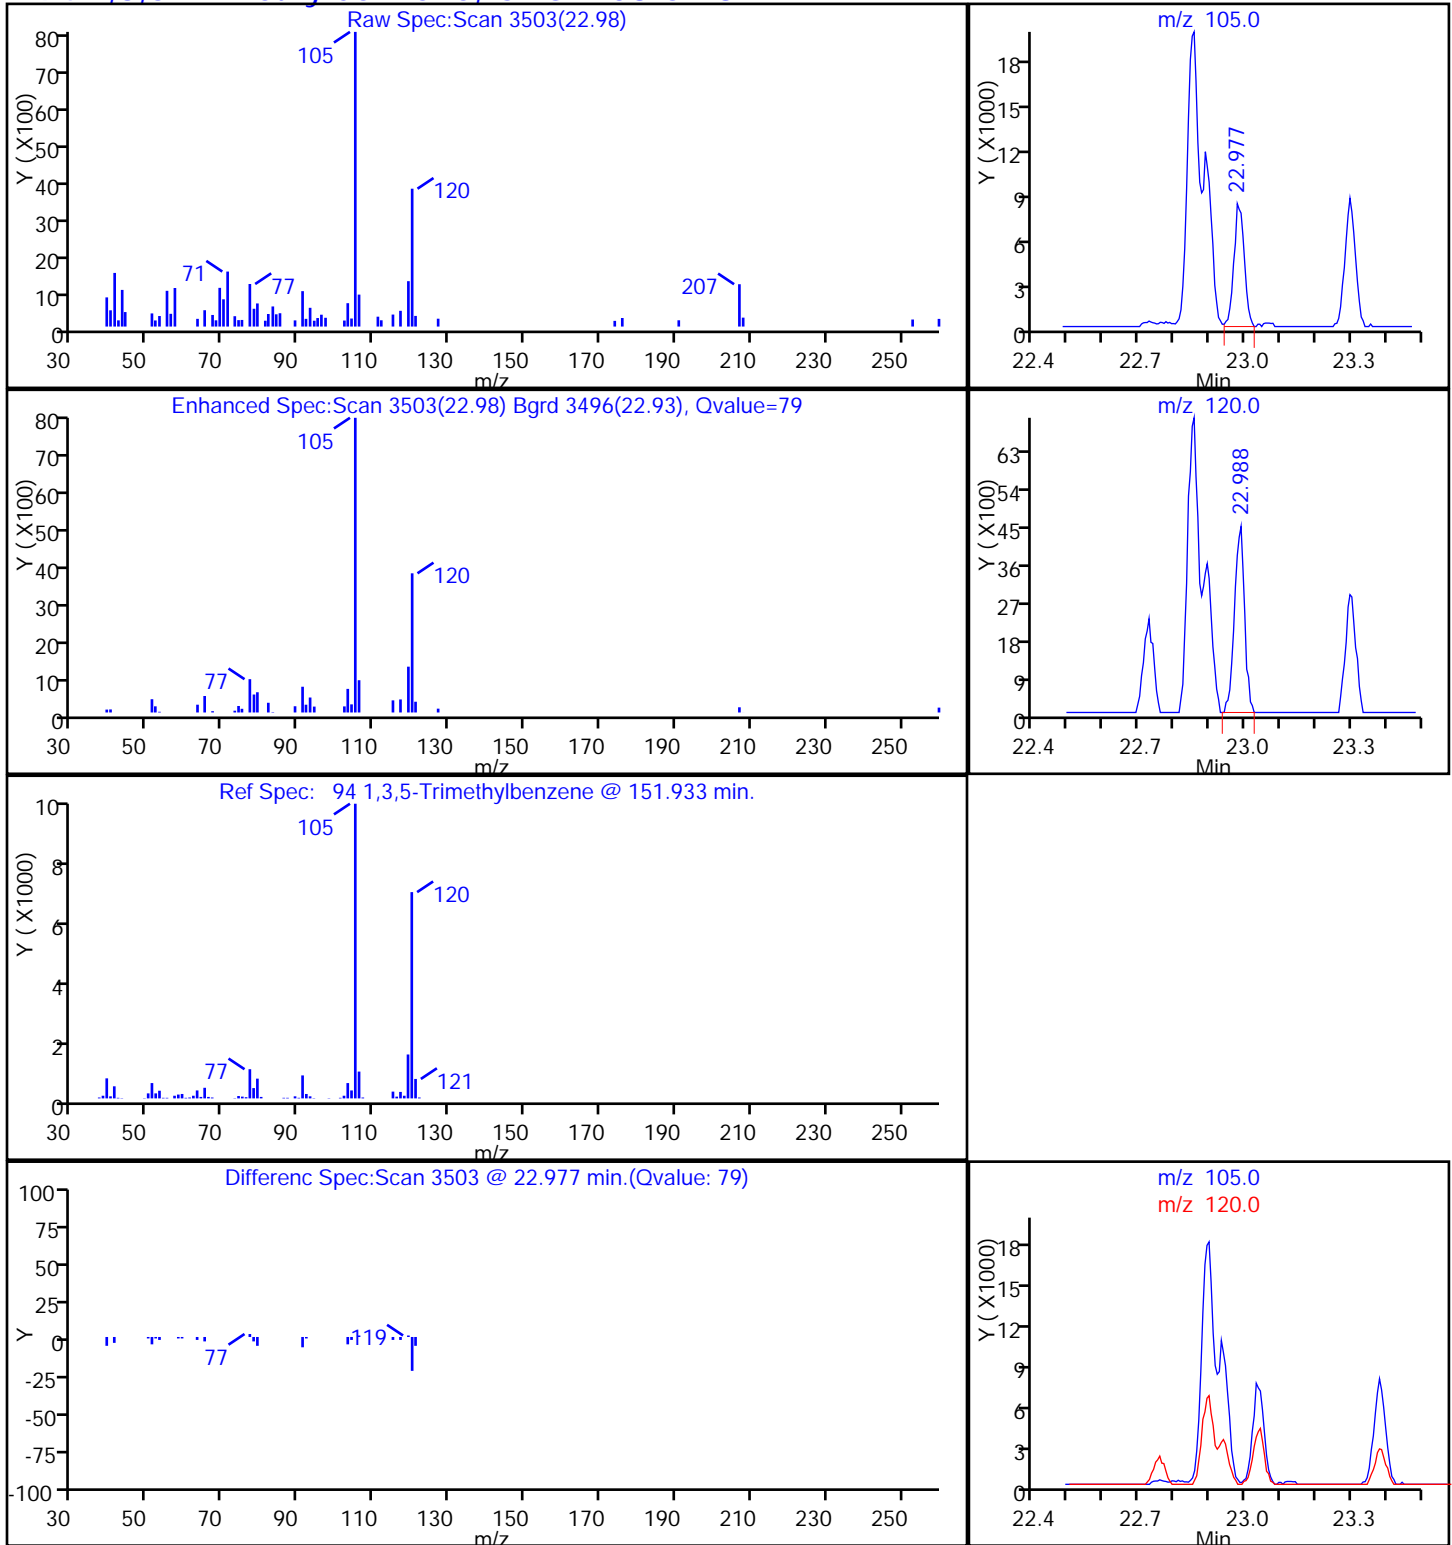 Raw Spec:Scan 3503(22.98)
Y ( X100)
80
70
60
50
40
30
20
10
0
105
120
71
77
207
30 50 70 90 110 130 150 170 190 210 230 250
m/z
m/z 105.0
Y ( X1000)
18
15
12
9
6
3
0
22.977
22.4 22.7 23.0 23.3
Min
Enhanced Spec:Scan 3503(22.98) Bgrd 3496(22.93), Qvalue=79
Y ( X100)
80
70
60
50
40
30
20
10
0
105
120
77
30 50 70 90 110 130 150 170 190 210 230 250
m/z
m/z 120.0
Y ( X100)
63
54
45
36
27
18
9
0
22.988
22.4 22.7 23.0 23.3
Min
Ref Spec: 94 1,3,5-Trimethylbenzene @ 151.933 min.
Y ( X1000)
10
8
6
4
2
0
105
120
77
121
30 50 70 90 110 130 150 170 190 210 230 250
m/z
Differenc Spec:Scan 3503 @ 22.977 min.(Qvalue: 79)
Y
100
75
50
25
0
-25
-50
-75
-100
77
119
30 50 70 90 110 130 150 170 190 210 230 250
m/z
m/z 105.0
m/z 120.0
Y ( X1000)
18
15
12
9
6
3
0
22.4 22.7 23.0 23.3
Min